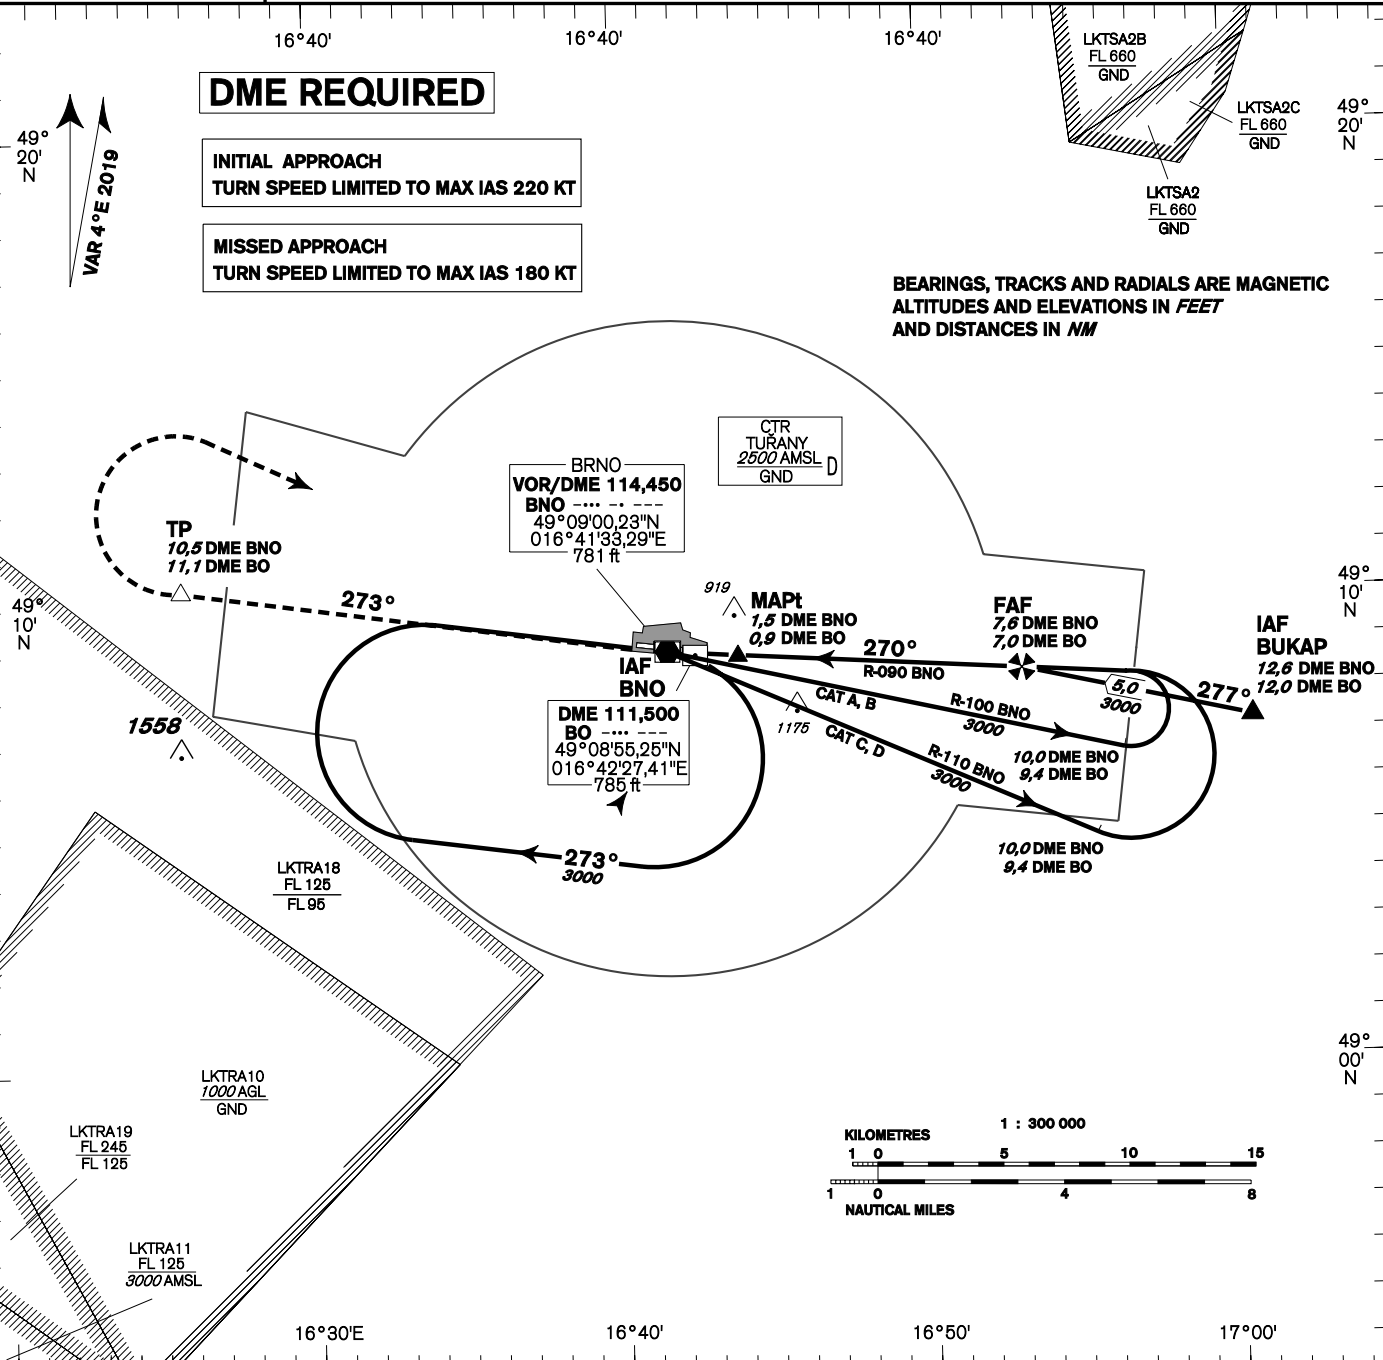 16°40'
16°40'
16°40'
DME REQUIRED
INITIAL APPROACH
TURN SPEED LIMITED TO MAX IAS 220 KT
MISSED APPROACH
TURN SPEED LIMITED TO MAX IAS 180 KT
VAR 4°E 2019
49°
20'
N
LKTSA2B
FL 660
GND
LKTSA2C
FL 660
GND
LKTSA2
FL 660
GND
49°
20'
N
BEARINGS, TRACKS AND RADIALS ARE MAGNETIC
ALTITUDES AND ELEVATIONS IN FEET
AND DISTANCES IN NM
CTR
TUŘANY
2500 AMSL
GND
D
BRNO
VOR/DME 114,450
BNO -··· -· ---
49°09'00,23"N
016°41'33,29"E
781 ft
TP
10,5 DME BNO
11,1 DME BO
273°
49°
10'
N
919
MAPt
1,5 DME BNO
0,9 DME BO
FAF
7,6 DME BNO
7,0 DME BO
49°
10'
N
IAF
BUKAP
12,6 DME BNO
12,0 DME BO
270°
R-090 BNO
277°
5,0
3000
IAF
BNO
CAT A, B
R-100 BNO
3000
1175
CAT C, D
R-110 BNO
3000
10,0 DME BNO
9,4 DME BO
10,0 DME BNO
9,4 DME BO
DME 111,500
BO -··· ---
49°08'55,25"N
016°42'27,41"E
785 ft
1558
273°
3000
LKTRA18
FL 125
FL 95
LKTRA10
1000 AGL
GND
LKTRA19
FL 245
FL 125
LKTRA11
FL 125
3000 AMSL
49°
00'
N
1 : 300 000
KILOMETRES
1 0 5 10 15
1 0 4 8
NAUTICAL MILES
16°30'E
16°40'
16°50'
17°00'